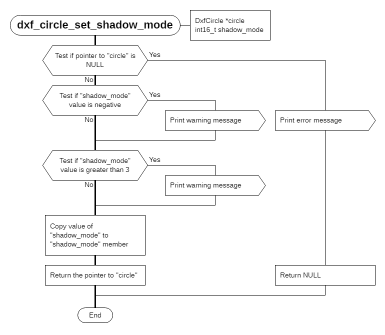 dxf_circle_set_shadow_mode
DxfCircle *circle
int16_t shadow_mode
Test if pointer to "circle" is
NULL
Yes
No
Test if "shadow_mode"
value is negative
Yes
No
Print warning message
Print error message
Test if "shadow_mode"
value is greater than 3
Yes
No
Print warning message
Copy value of
"shadow_mode" to
"shadow_mode" member
Return the pointer to "circle"
Return NULL
End